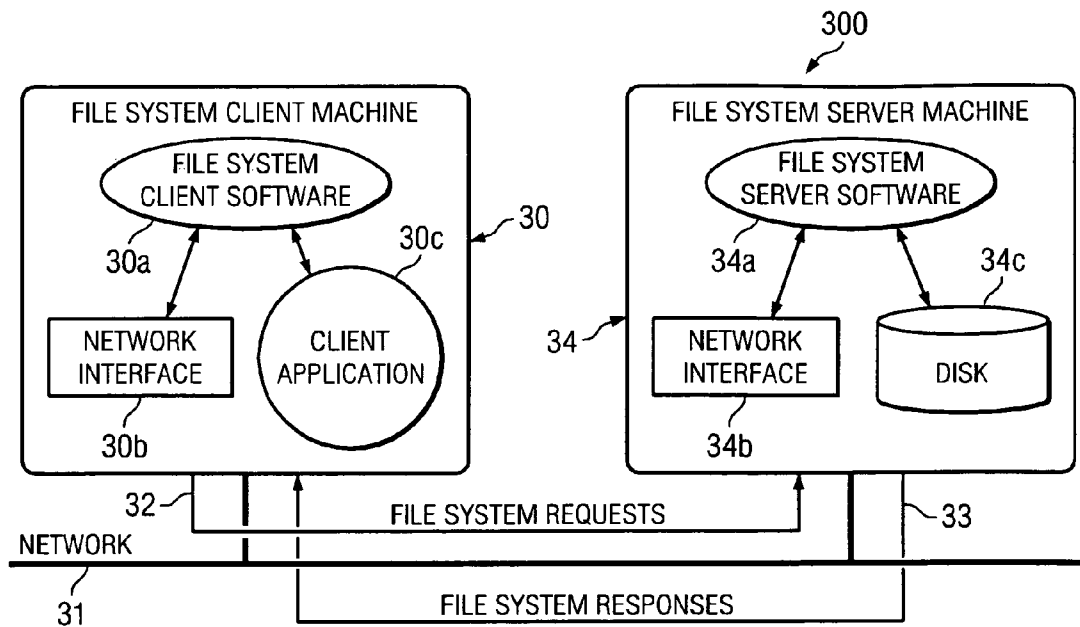 300
FILE SYSTEM CLIENT MACHINE
FILE SYSTEM
CLIENT SOFTWARE
30a
30c
30
NETWORK
INTERFACE
30b
CLIENT
APPLICATION
FILE SYSTEM SERVER MACHINE
FILE SYSTEM
SERVER SOFTWARE
34a
34c
34
NETWORK
INTERFACE
34b
DISK
32
FILE SYSTEM REQUESTS
33
NETWORK
31
FILE SYSTEM RESPONSES